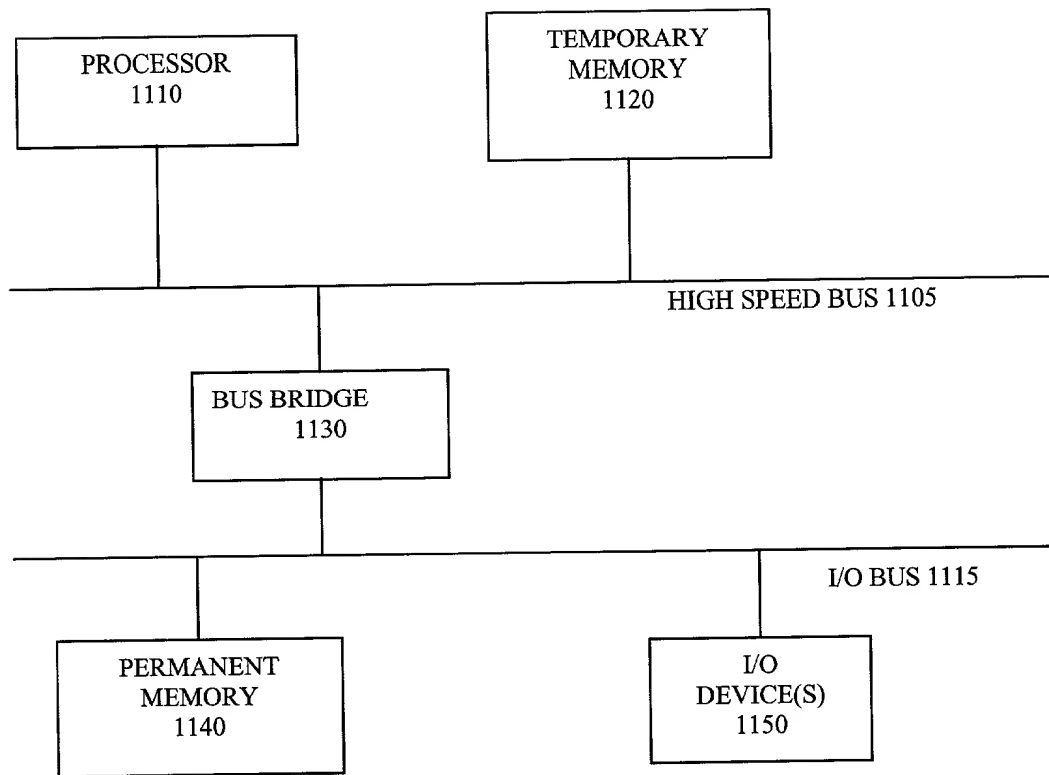 PROCESSOR
1110
TEMPORARY
MEMORY
1120
HIGH SPEED BUS 1105
BUS BRIDGE
1130
I/O BUS 1115
PERMANENT
MEMORY
1140
I/O
DEVICE(S)
1150